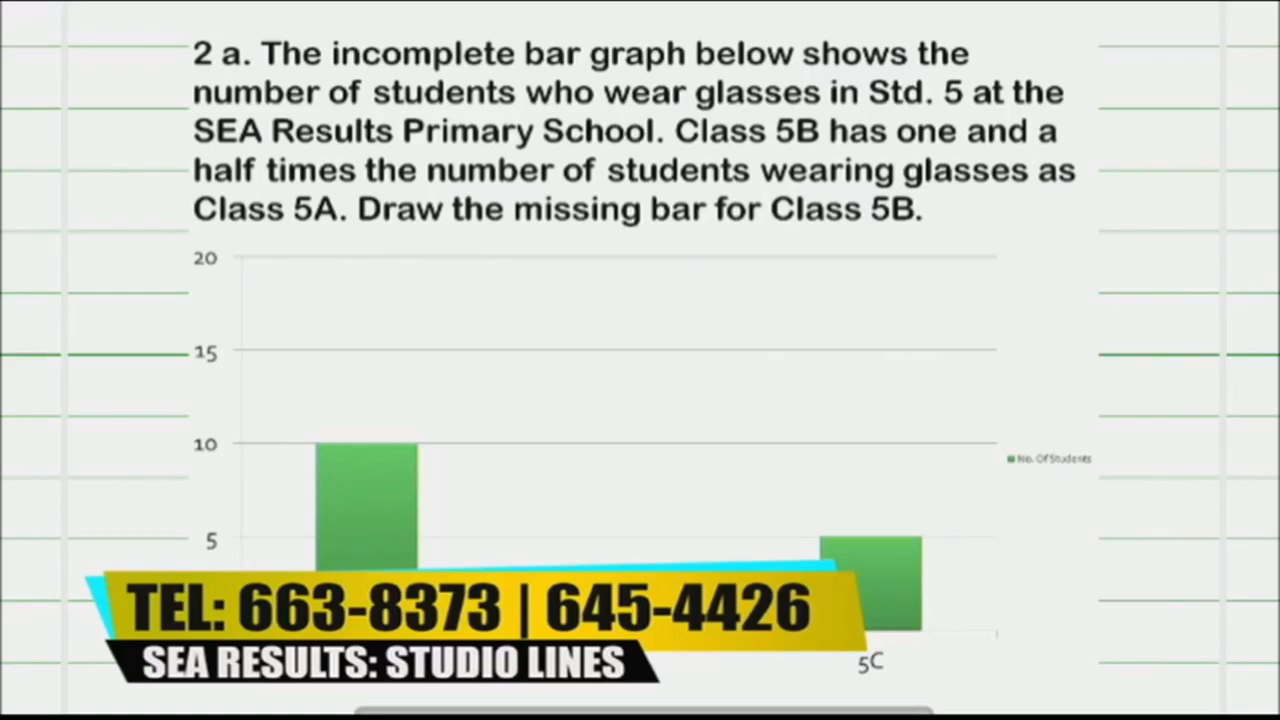 2 a. The incomplete bar graph below shows the
number of students who wear glasses in Std. 5 at the
SEA Results Primary School. Class 5B has one and a
half times the number of students wearing glasses as
Class 5A. Draw the missing bar for Class 5B.
20
15
10
No. Of Students
5
TEL: 663-8373 | 645-4426
SEA RESULTS: STUDIO LINES
5C